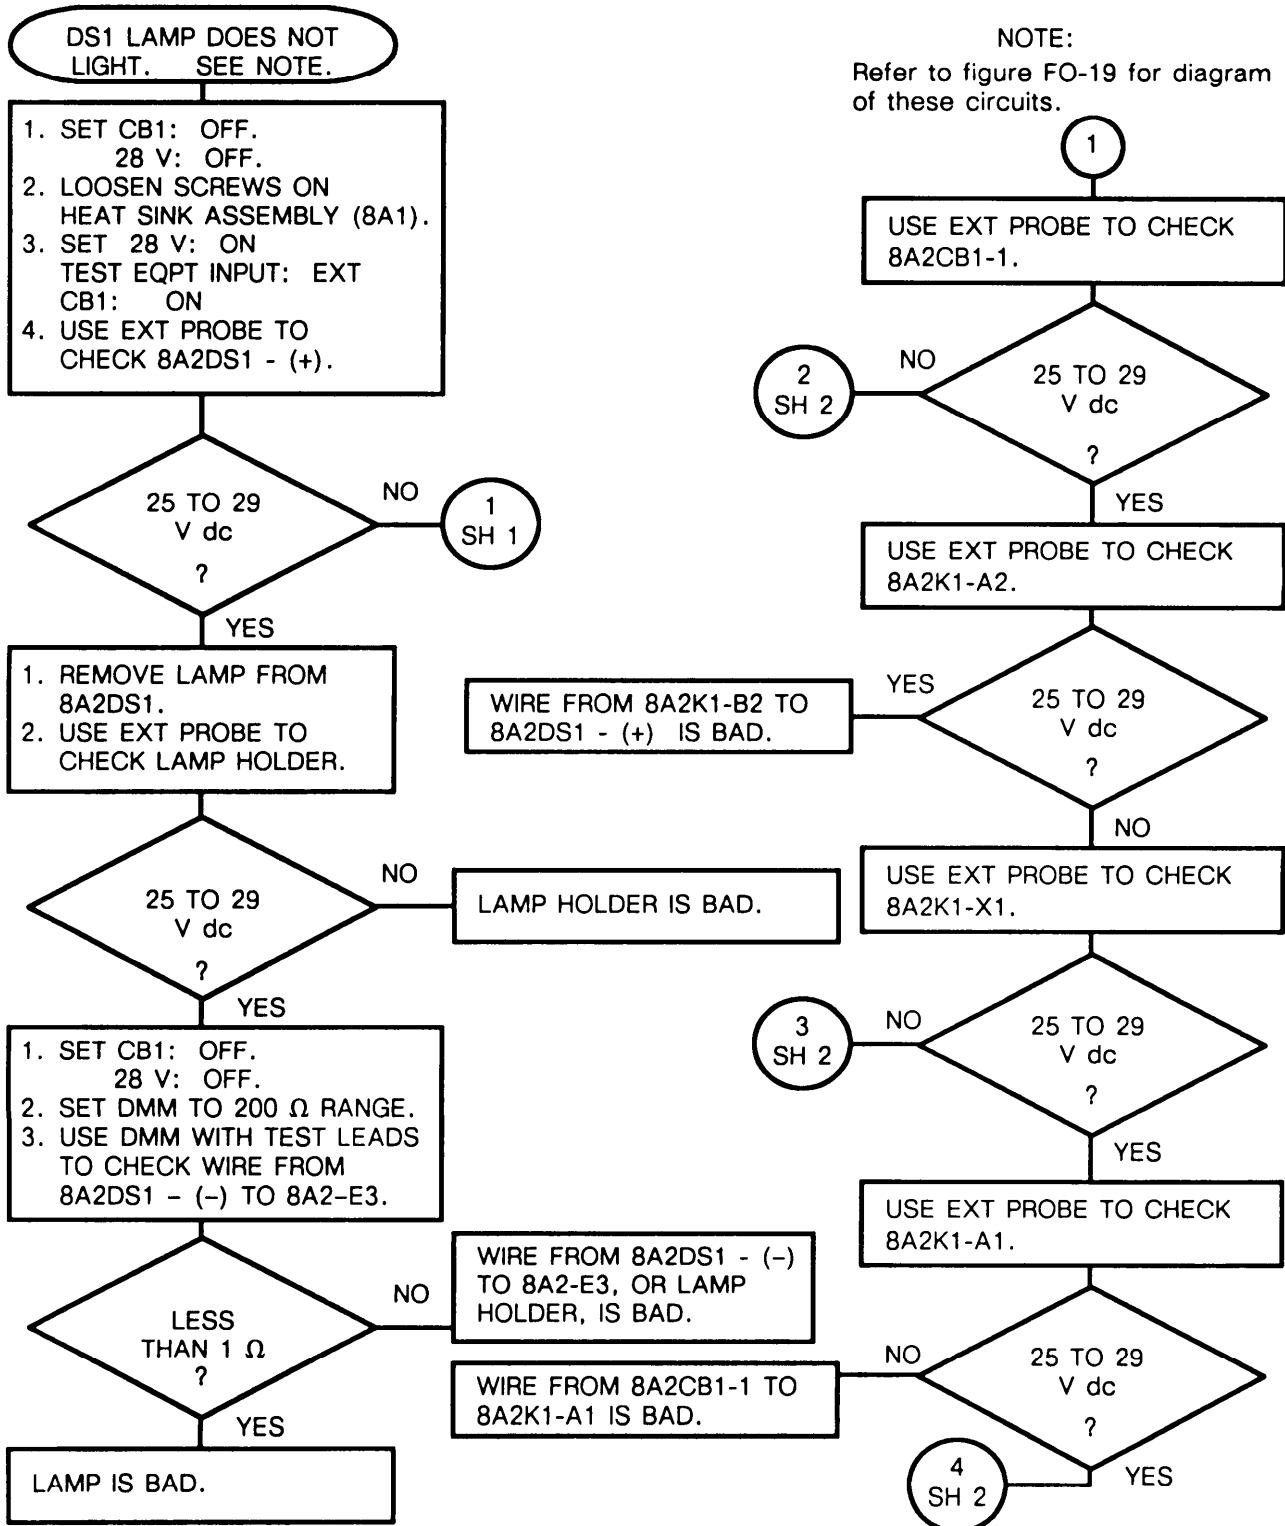 DS1 LAMP DOES NOT
LIGHT. SEE NOTE.
1. SET CB1: OFF.
28 V: OFF.
2. LOOSEN SCREWS ON
HEAT SINK ASSEMBLY (8A1).
3. SET 28 V: ON
TEST EQPT INPUT: EXT
CB1: ON
4. USE EXT PROBE TO
CHECK 8A2DS1 - (+).
25 TO 29
V dc
?
NO
1
SH 1
YES
1. REMOVE LAMP FROM
8A2DS1.
2. USE EXT PROBE TO
CHECK LAMP HOLDER.
25 TO 29
V dc
?
NO
LAMP HOLDER IS BAD.
YES
1. SET CB1: OFF.
28 V: OFF.
2. SET DMM TO 200 Ω RANGE.
3. USE DMM WITH TEST LEADS
TO CHECK WIRE FROM
8A2DS1 - (-) TO 8A2-E3.
LESS
THAN 1 Ω
?
NO
WIRE FROM 8A2DS1 - (-)
TO 8A2-E3, OR LAMP
HOLDER, IS BAD.
YES
LAMP IS BAD.
NOTE:
Refer to figure FO-19 for diagram
of these circuits.
1
USE EXT PROBE TO CHECK
8A2CB1-1.
25 TO 29
V dc
?
NO
2
SH 2
YES
USE EXT PROBE TO CHECK
8A2K1-A2.
25 TO 29
V dc
?
YES
WIRE FROM 8A2K1-B2 TO
8A2DS1 - (+) IS BAD.
NO
USE EXT PROBE TO CHECK
8A2K1-X1.
25 TO 29
V dc
?
NO
3
SH 2
YES
USE EXT PROBE TO CHECK
8A2K1-A1.
25 TO 29
V dc
?
NO
WIRE FROM 8A2CB1-1 TO
8A2K1-A1 IS BAD.
YES
4
SH 2